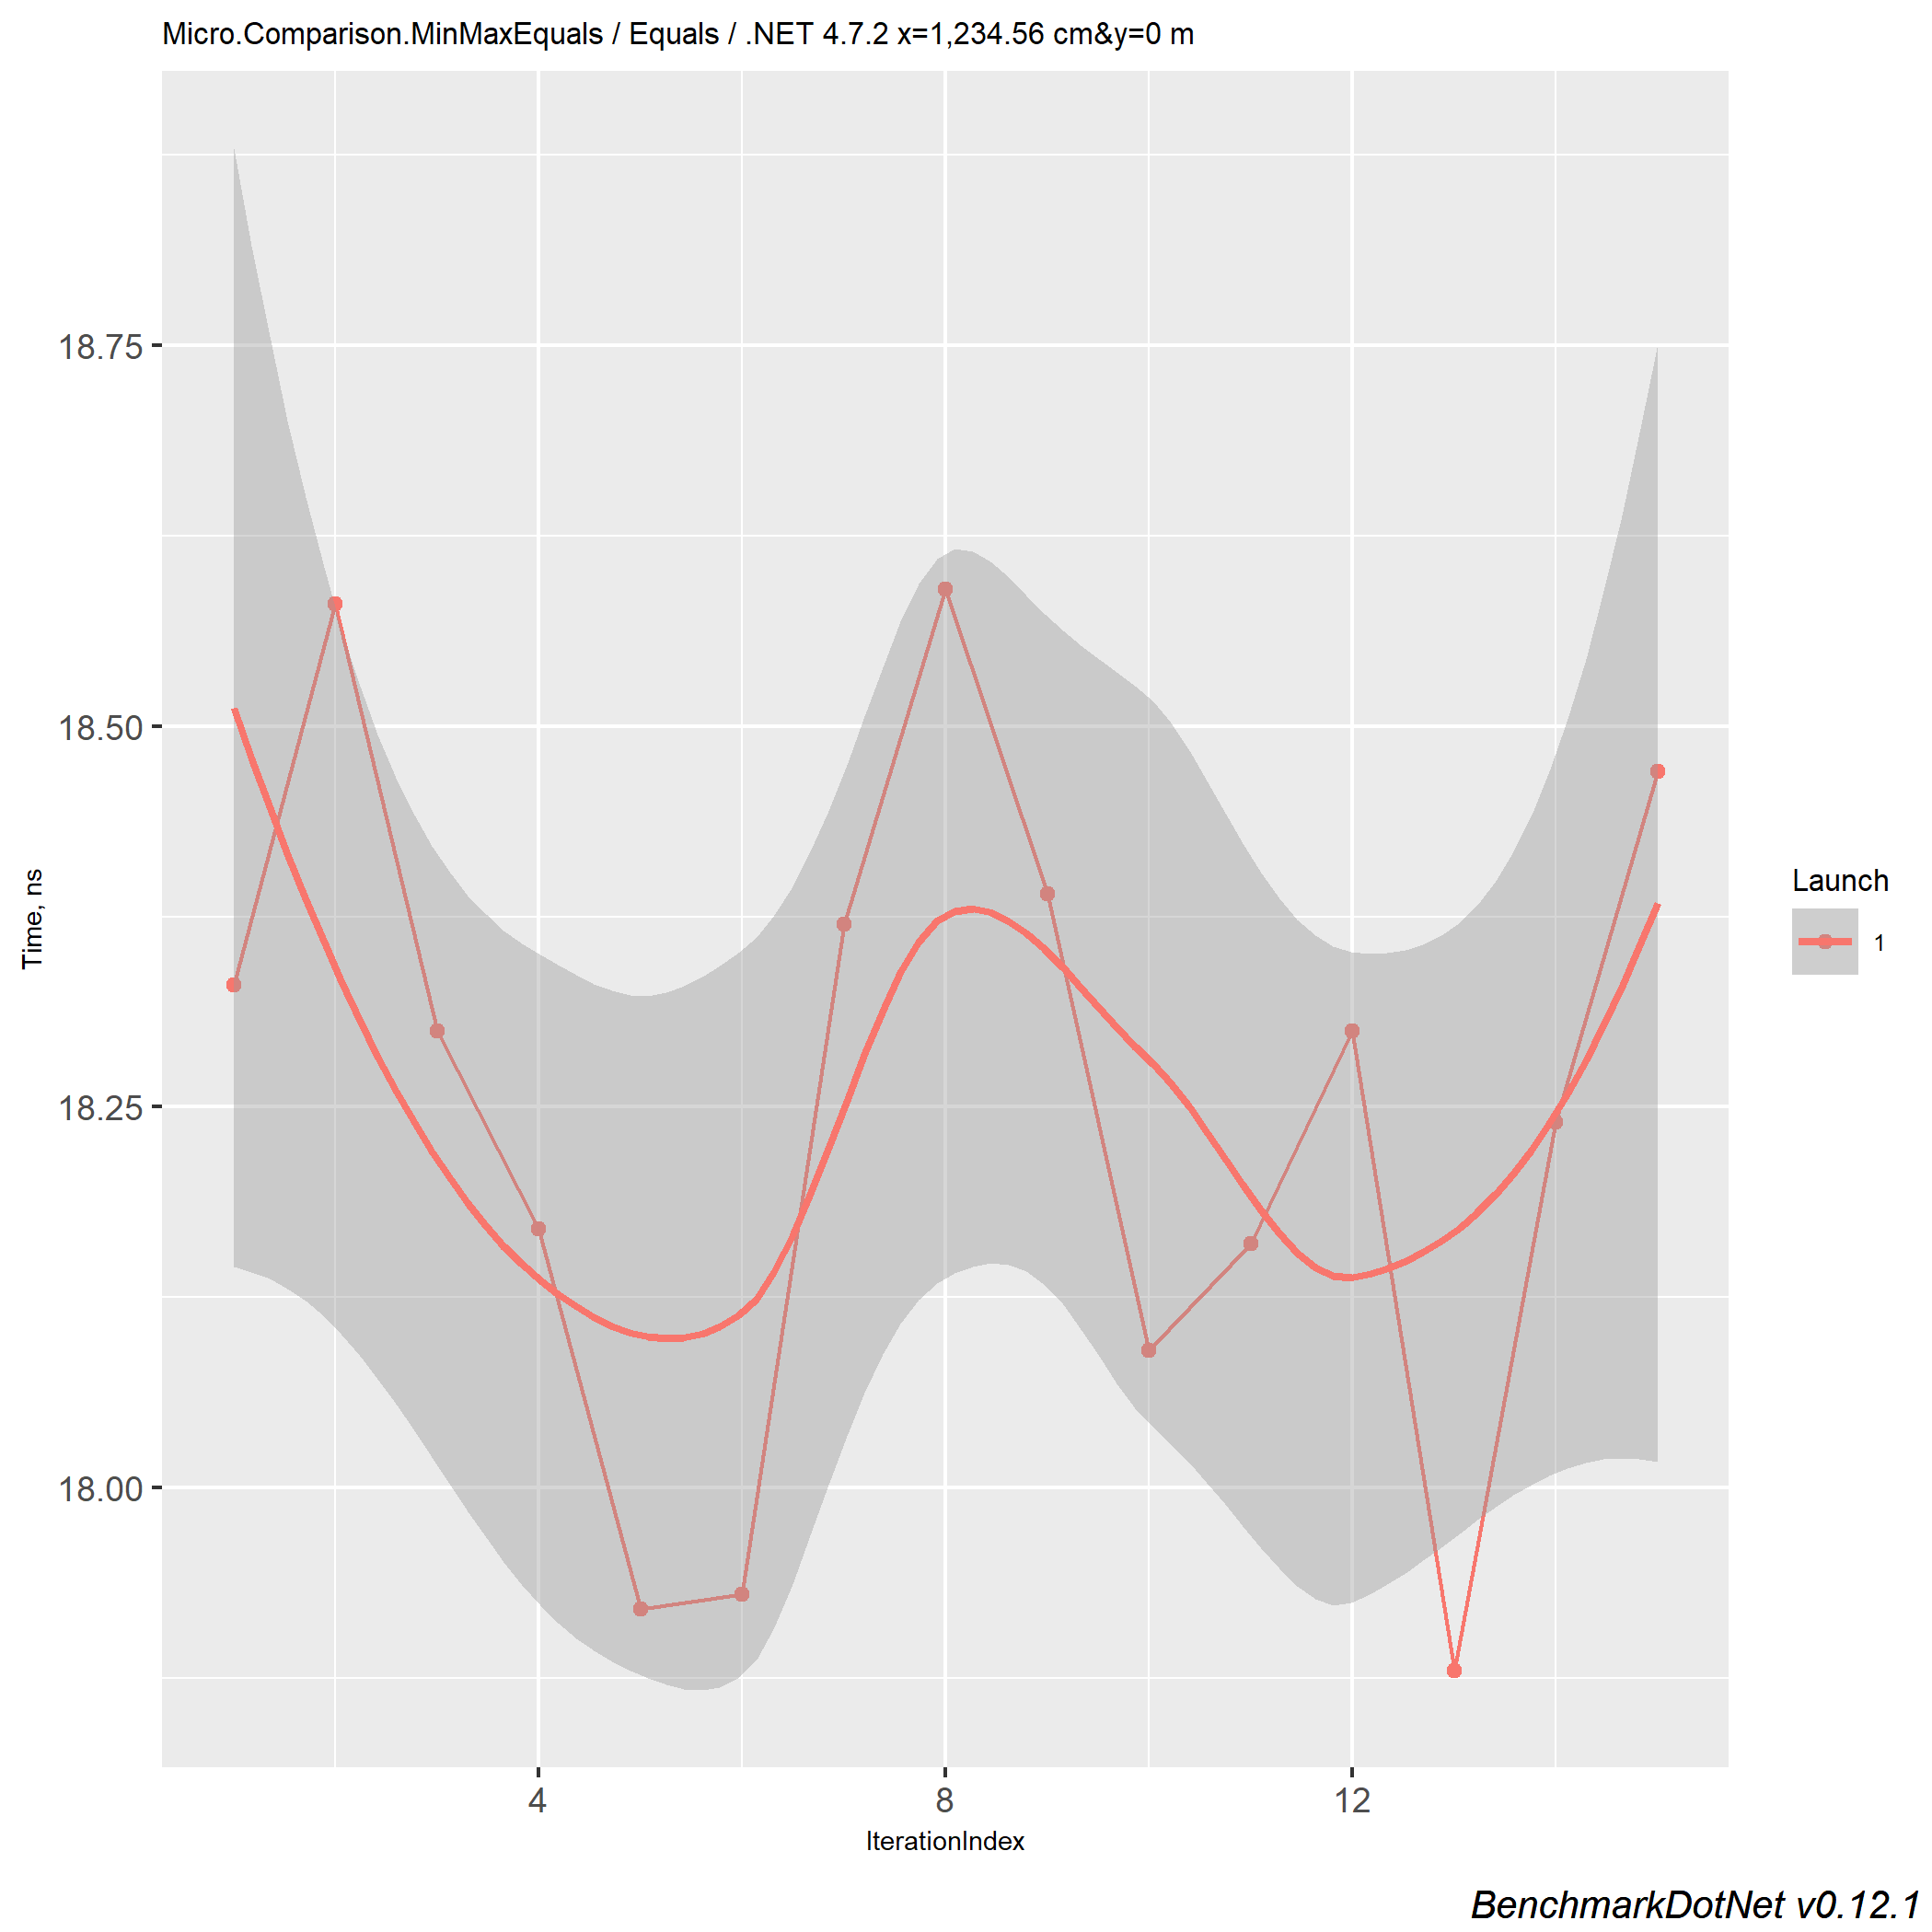 Micro.Comparison.MinMaxEquals / Equals / .NET 4.7.2 x=1,234.56 cm&y=0 m
18.75
18.50
18.25
18.00
Time, ns
4
8
12
IterationIndex
Launch
1
BenchmarkDotNet v0.12.1